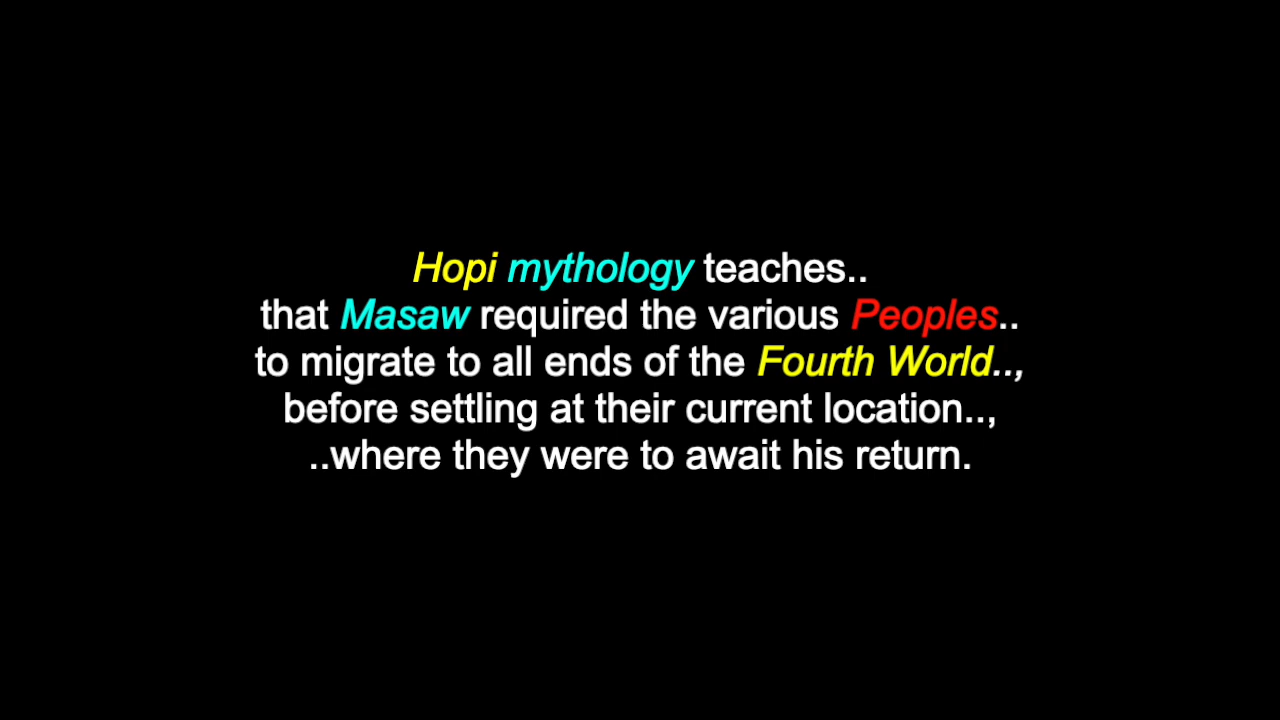 Hopi mythology teaches..
that Masaw required the various Peoples..
to migrate to all ends of the Fourth World..,
before settling at their current location..,
..where they were to await his return.